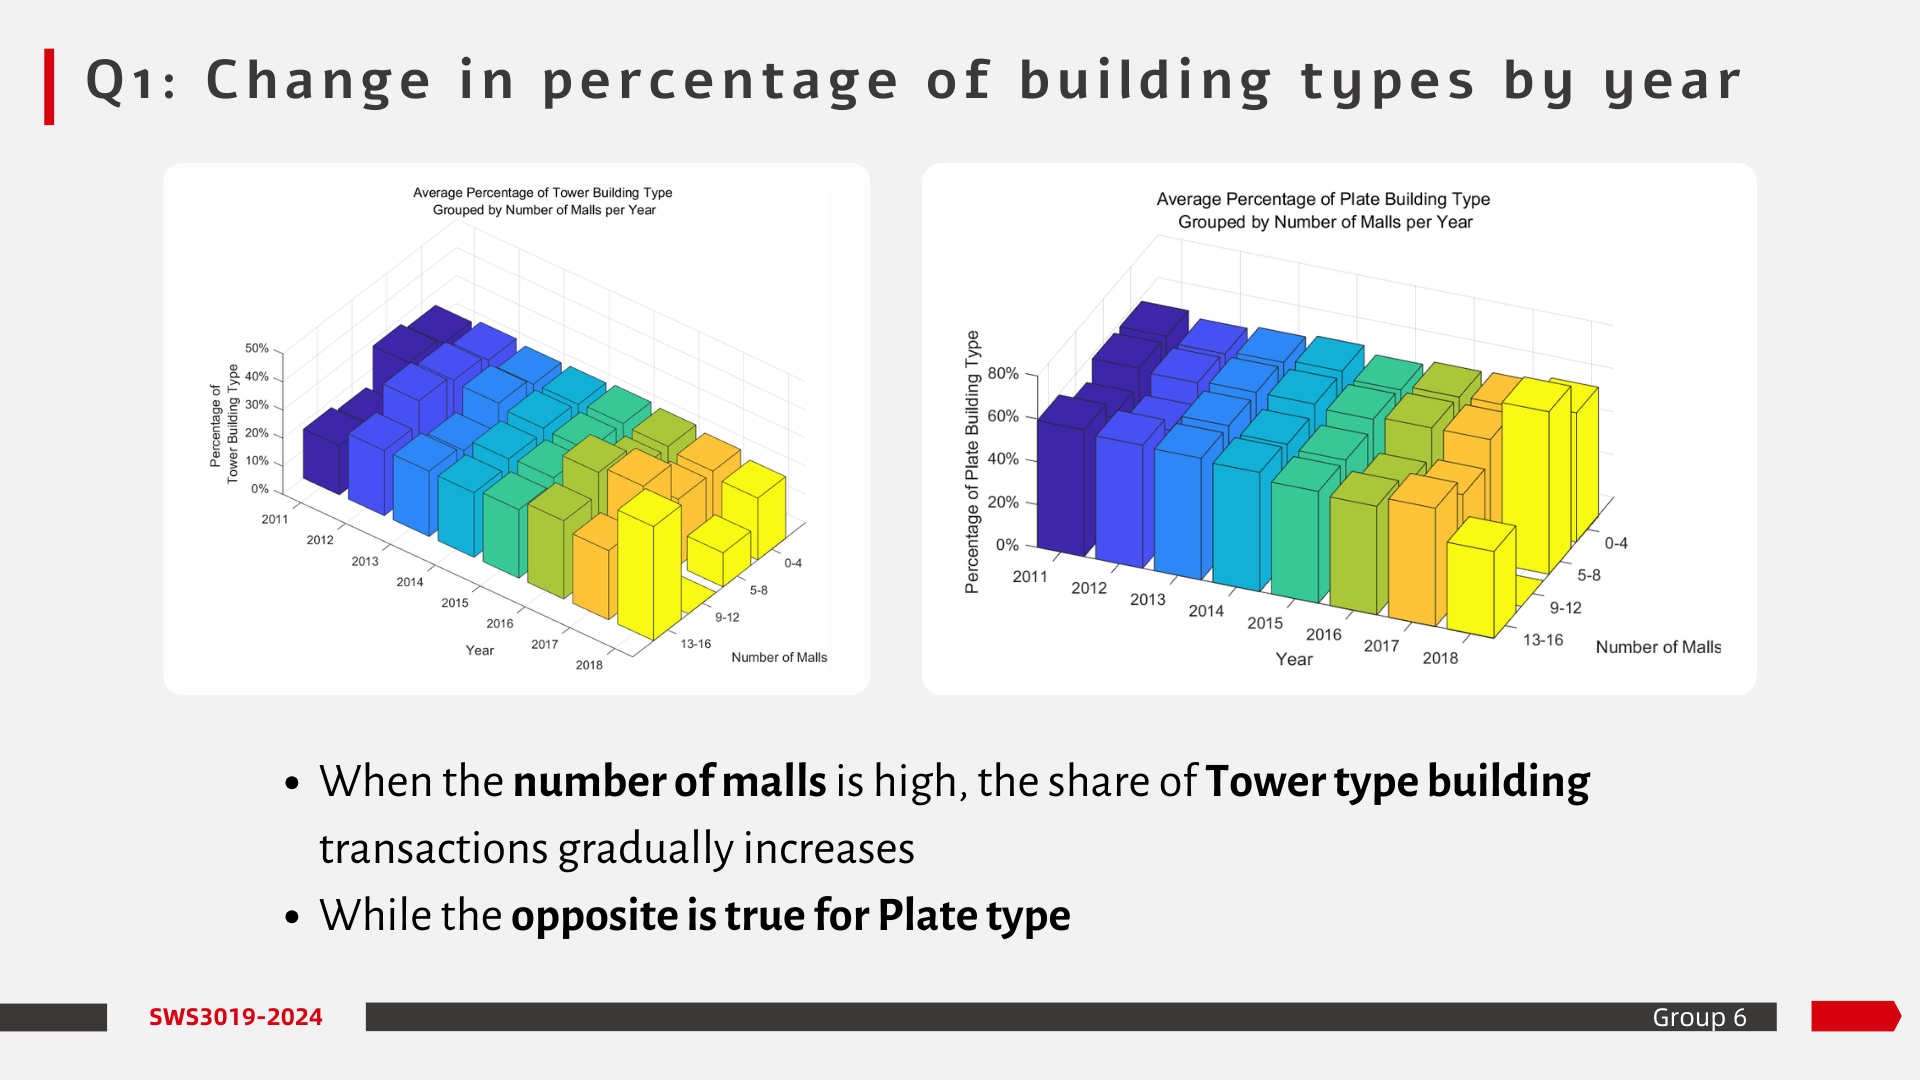 Q1: Change in percentage of building types by year
Average Percentage of Tower Building Type
Grouped by Number of Malls per Year
Percentage of
Tower Building Type
50%
40%
30%
20%
10%
0%
2011
2012
2013
2014
2015
2016
2017
2018
Year
0-4
5-8
9-12
13-16
Number of Malls
Average Percentage of Plate Building Type
Grouped by Number of Malls per Year
Percentage of Plate Building Type
80%
60%
40%
20%
0%
2011
2012
2013
2014
2015
2016
2017
2018
Year
0-4
5-8
9-12
13-16
Number of Malls
• When the number of malls is high, the share of Tower type building
transactions gradually increases
• While the opposite is true for Plate type
SWS3019-2024
Group 6